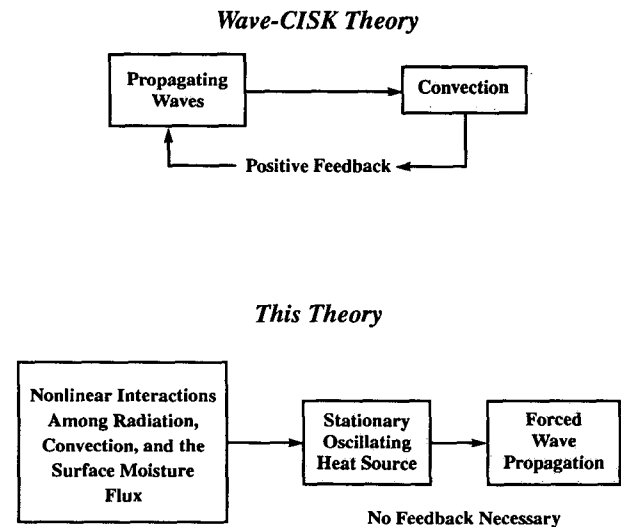 Wave-CISK Theory
Propagating
Waves
Convection
Positive Feedback
This Theory
Nonlinear Interactions
Among Radiation,
Convection, and the
Surface Moisture
Flux
Stationary
Oscillating
Heat Source
Forced
Wave
Propagation
No Feedback Necessary